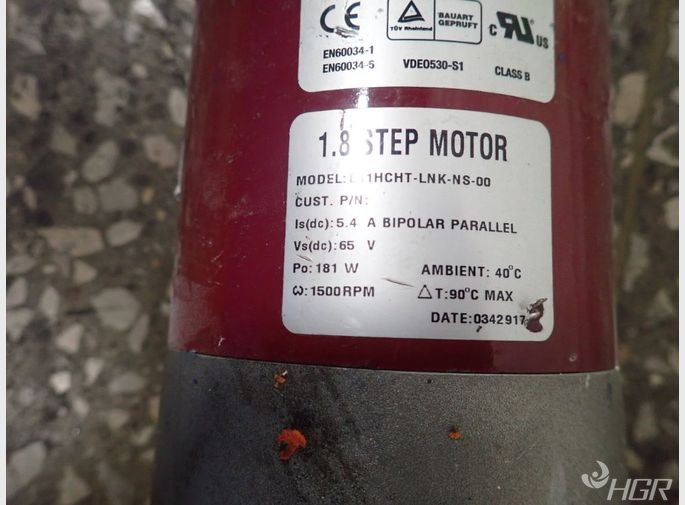 CE
TÜV Rheinland
BAUART
GEPRÜFT
c RU US
EN60034-1
EN60034-5 VDE0530-S1 CLASS B
1.8 STEP MOTOR
MODEL: 1HCHT-LNK-NS-00
CUST. P/N:
Is(dc): 5.4 A BIPOLAR PARALLEL
Vs(dc): 65 V
Po: 181 W AMBIENT: 40°C
ω: 1500RPM △T: 90°C MAX
DATE: 0342917
HGR